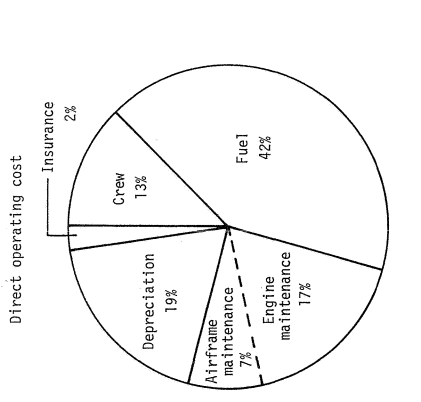 Direct operating cost
Insurance
2%
Crew
13%
Fuel
42%
Engine
maintenance
17%
Airframe
maintenance
7%
Depreciation
19%